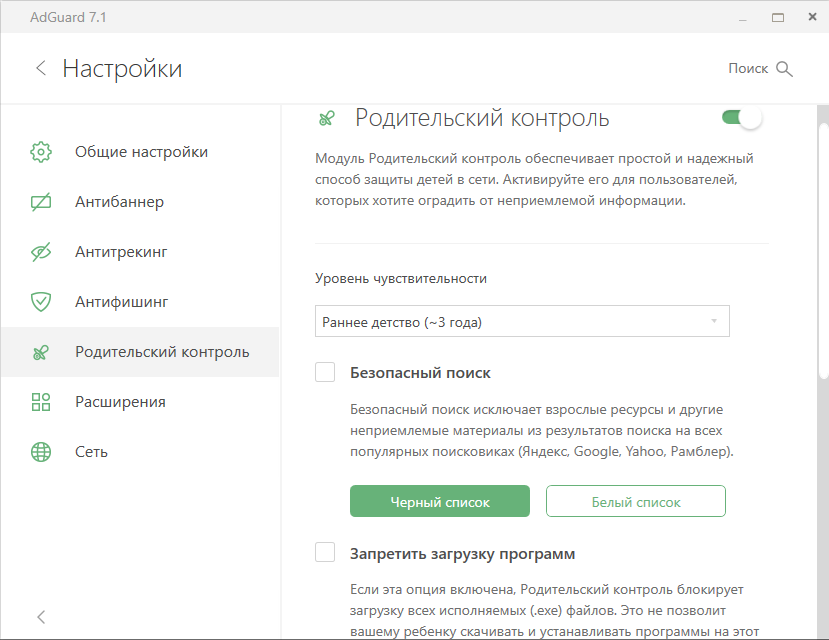 AdGuard 7.1
Настройки
Поиск
Общие настройки
Антибаннер
Антитрекинг
Антифишинг
Родительский контроль
Расширения
Сеть
Родительский контроль
Модуль Родительский контроль обеспечивает простой и надежный
способ защиты детей в сети. Активируйте его для пользователей,
которых хотите оградить от неприемлемой информации.
Уровень чувствительности
Раннее детство (~3 года)
Безопасный поиск
Безопасный поиск исключает взрослые ресурсы и другие
неприемлемые материалы из результатов поиска на всех
популярных поисковиках (Яндекс, Google, Yahoo, Рамблер).
Черный список
Белый список
Запретить загрузку программ
Если эта опция включена, Родительский контроль блокирует
загрузку всех исполняемых (.exe) файлов. Это не позволит
вашему ребенку скачивать и устанавливать программы на этот